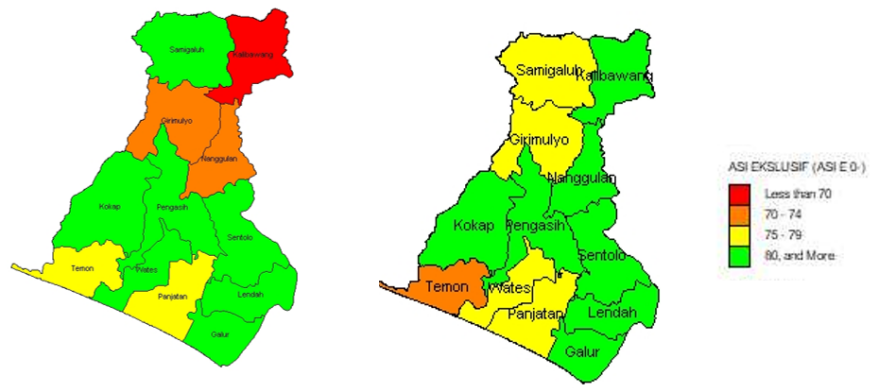 Samigaluh
Kalibawang
Girimulyo
Nanggulan
Kokap
Pengasih
Sentolo
Temon
Wates
Panjatan
Lendah
Galur
Samigaluh
Kalibawang
Girimulyo
Nanggulan
Kokap
Pengasih
Sentolo
Temon
Wates
Panjatan
Lendah
Galur
ASI EKSLUSIF (ASI E 0-)
Less than 70
70 - 74
75 - 79
80, and More